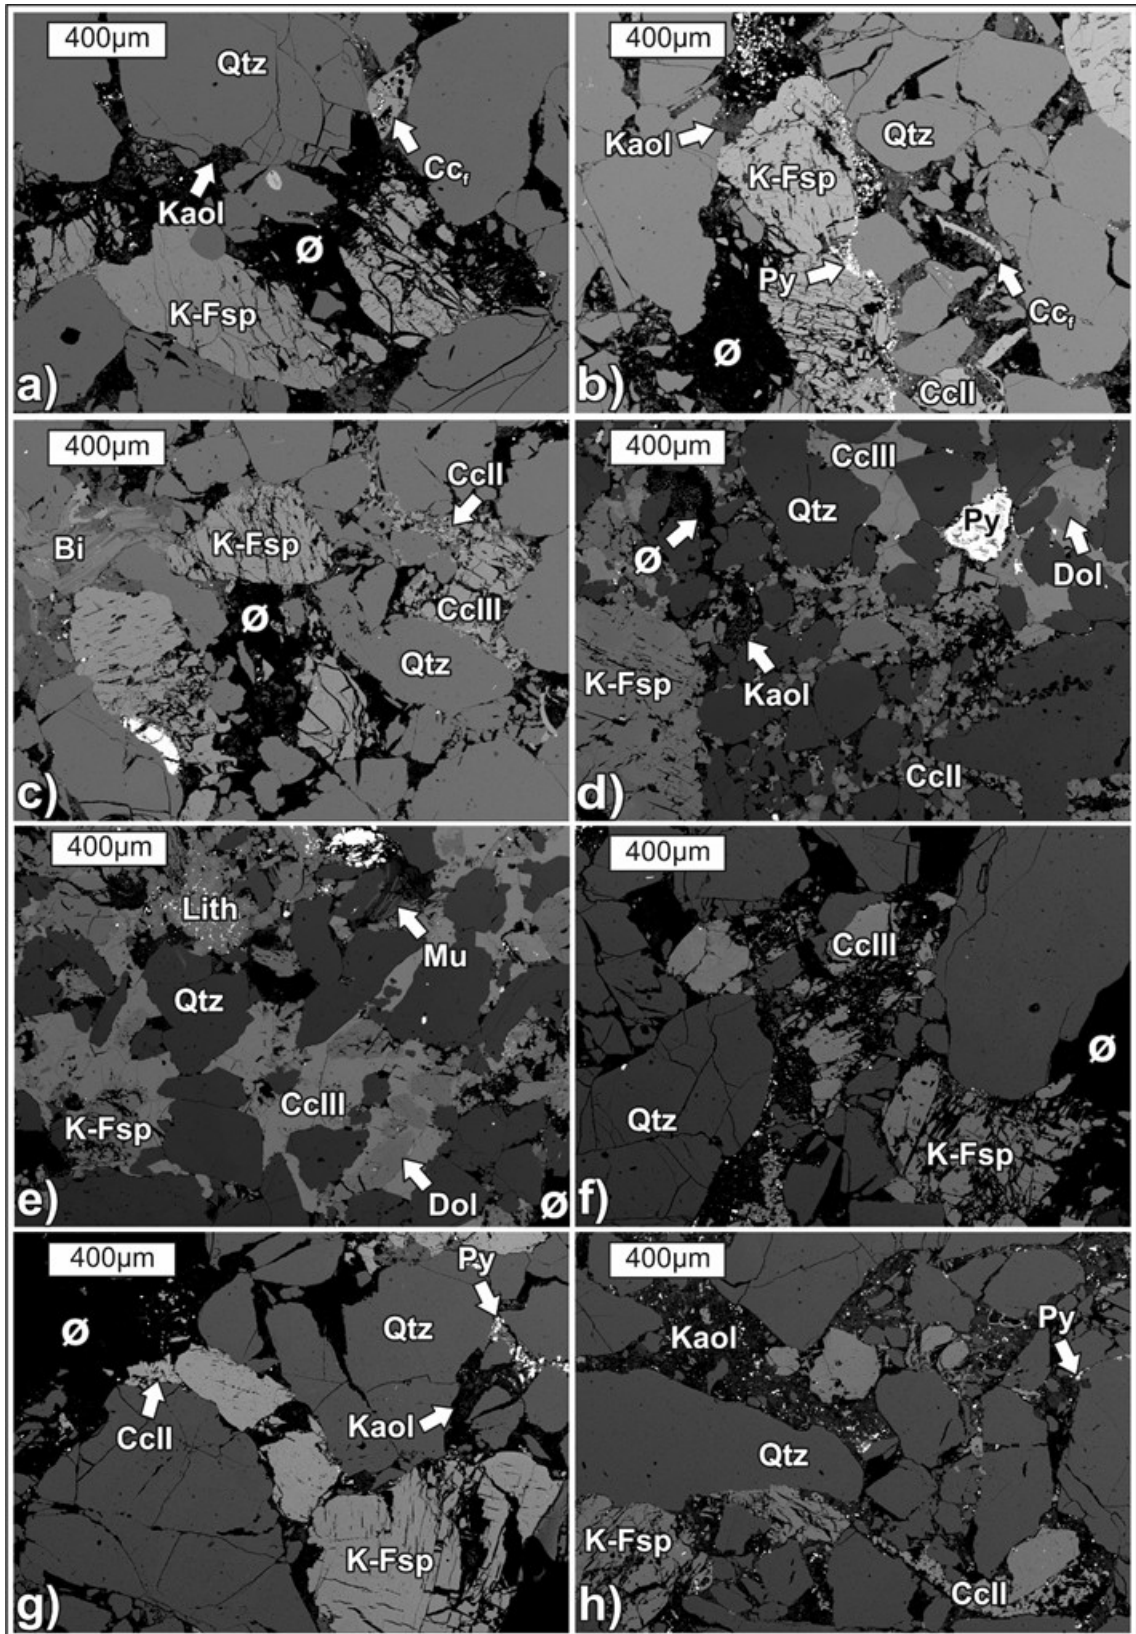 400µm
Qtz
Kaol
Ccf
Ø
K-Fsp
a)
400µm
Kaol
Qtz
K-Fsp
Py
Ccf
Ø
CcII
b)
400µm
CcII
Bi
K-Fsp
CcIII
Ø
Qtz
c)
400µm
CcIII
Qtz
Py
Ø
Dol
K-Fsp
Kaol
CcII
d)
400µm
Lith
Mu
Qtz
CcIII
K-Fsp
Dol
Ø
e)
400µm
CcIII
Ø
Qtz
K-Fsp
f)
400µm
Py
Ø
Qtz
CcII
Kaol
K-Fsp
g)
400µm
Kaol
Py
Qtz
K-Fsp
CcII
h)